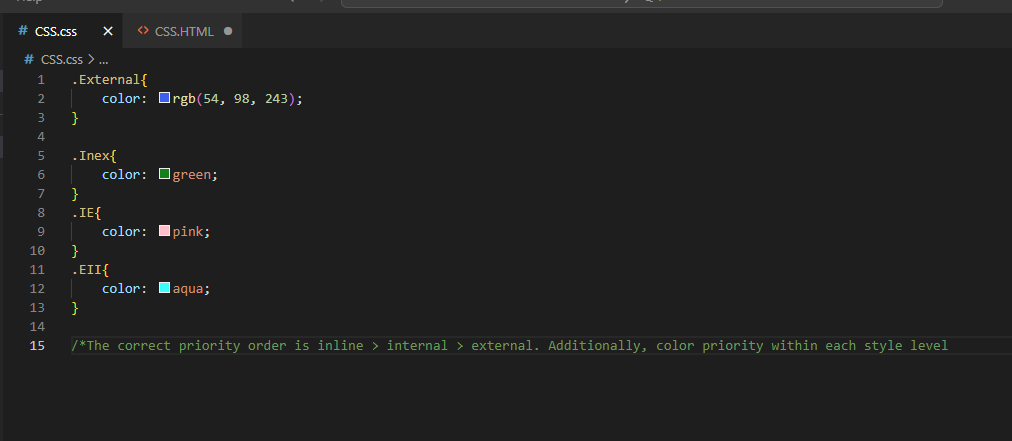 # CSS.css × <> CSS.HTML ●
# CSS.css > ...
1 .External{
2 color: rgb(54, 98, 243);
3 }
4
5 .Inex{
6 color: green;
7 }
8 .IE{
9 color: pink;
10 }
11 .EII{
12 color: aqua;
13 }
14
15 /*The correct priority order is inline > internal > external. Additionally, color priority within each style level